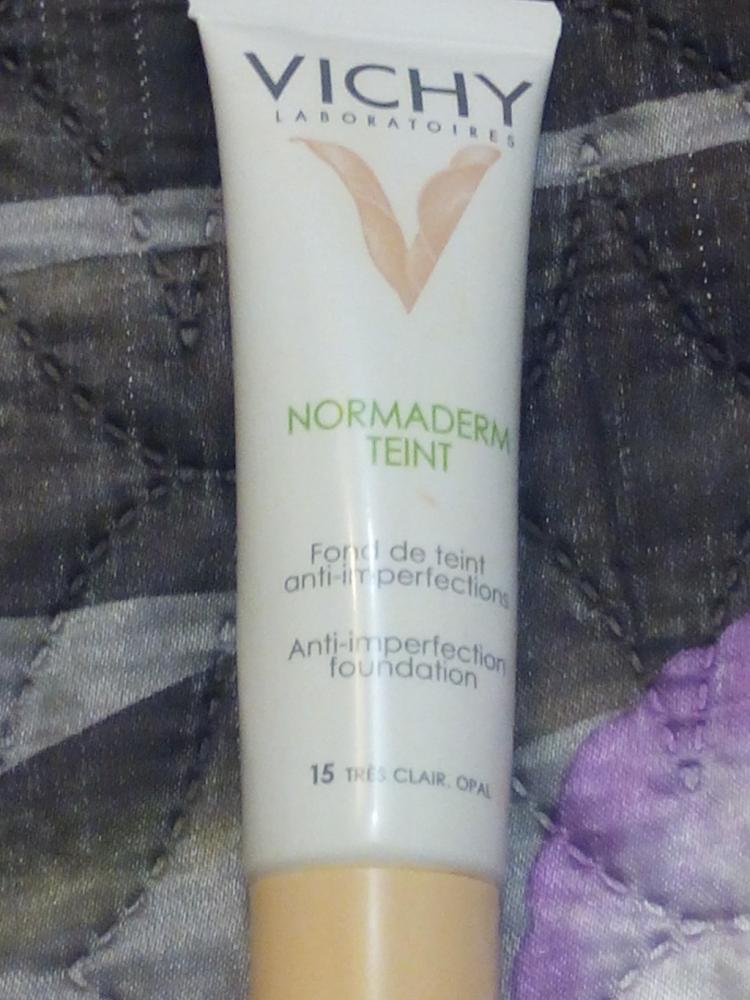 VICHY
LABORATOIRES
NORMADERM
TEINT
Fond de teint
anti-imperfections
Anti-imperfection
foundation
15 TRÈS CLAIR. OPAL